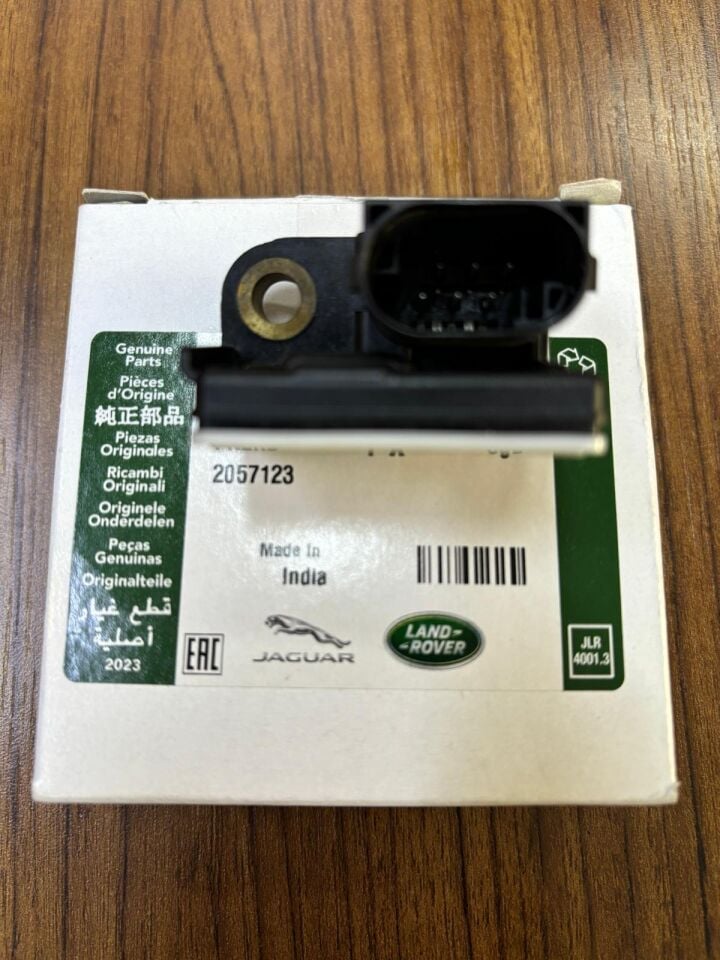 Genuine
Parts
Pièces
d'Origine
純正部品
Piezas
Originales
Ricambi
Originali
Originele
Onderdelen
Peças
Genuinas
Originalteile
قطع غيار
أصلية
2023
2057123
Made In
India
EAC
JAGUAR
LAND-
-ROVER
JLR
4001.3